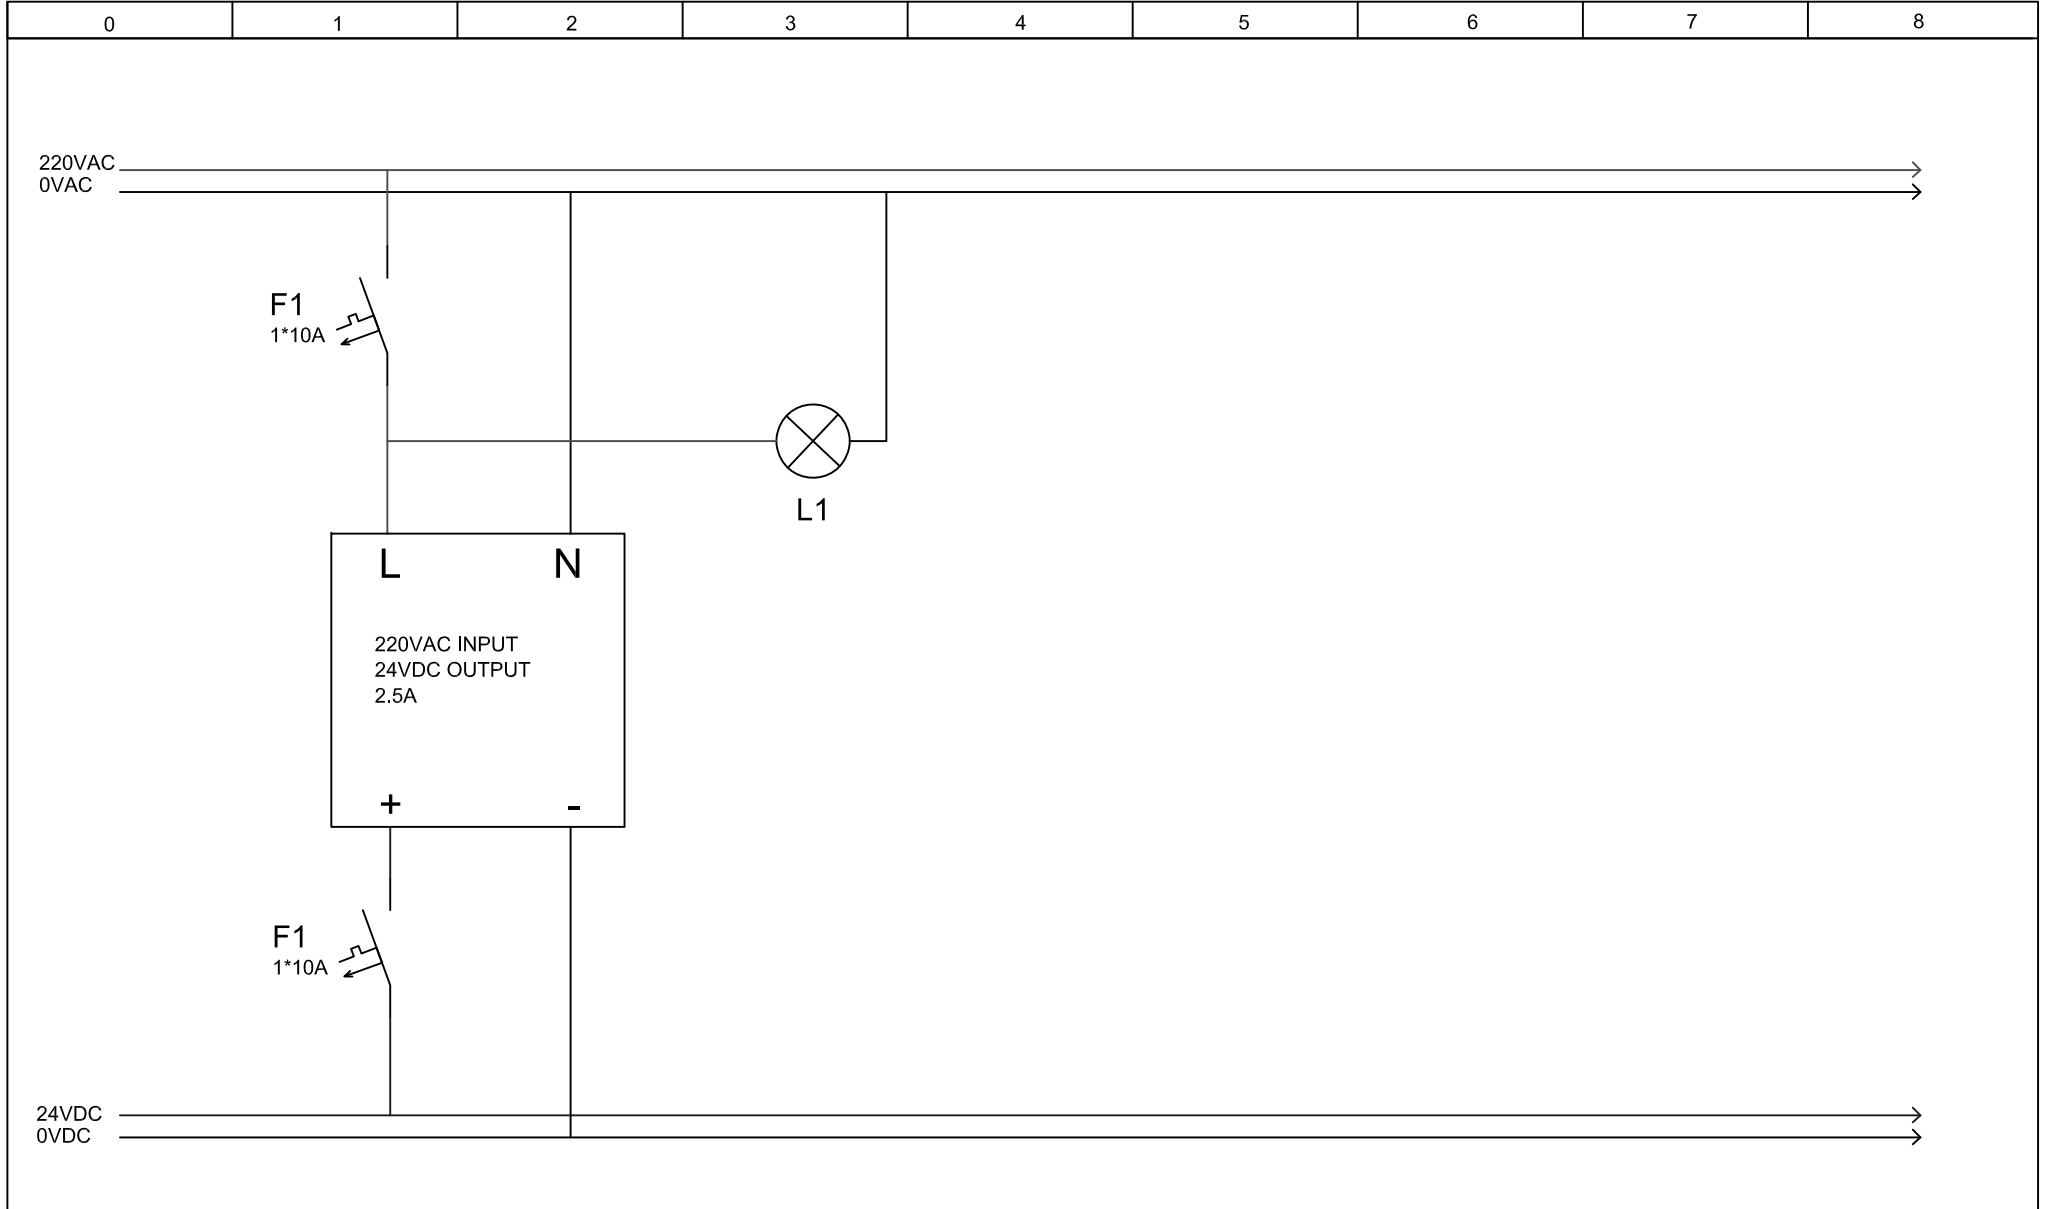 0 1 2 3 4 5 6 7 8
220VAC
0VAC
F1
1*10A
L1
L N
220VAC INPUT
24VDC OUTPUT
2.5A
+ -
F1
1*10A
24VDC
0VDC